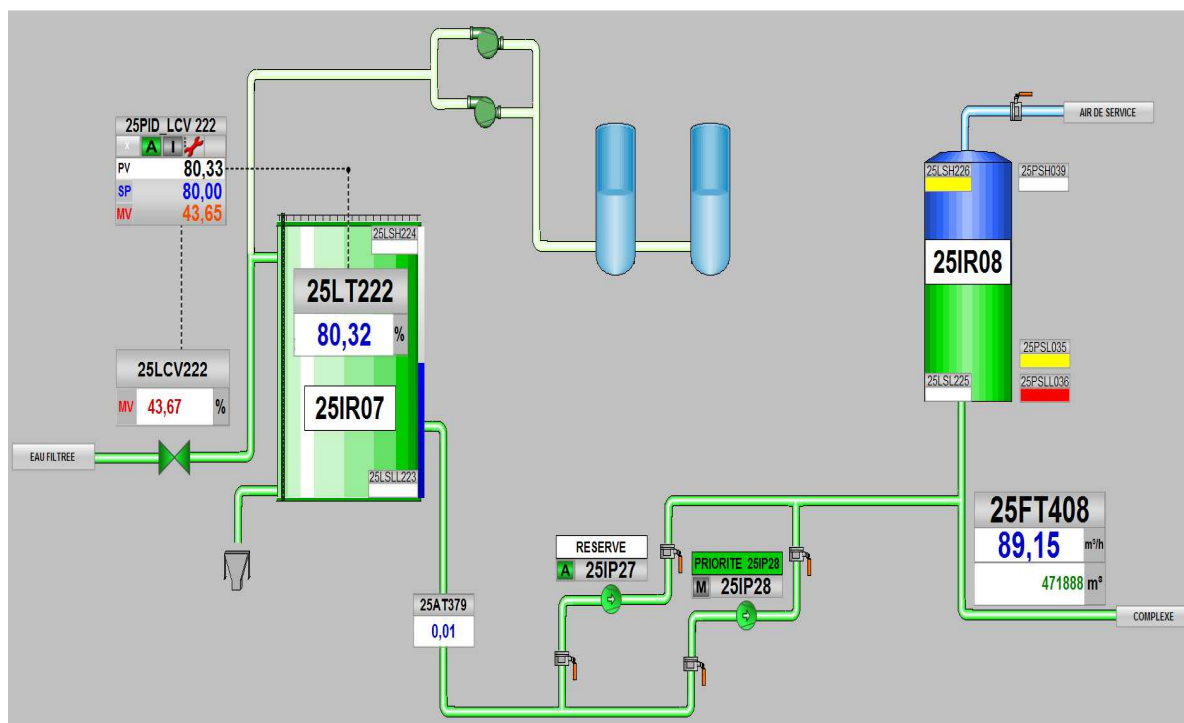 25PID_LCV 222
X A I
PV 80,33
SP 80,00
MV 43,65
25LCV222
MV 43,67 %
EAU FILTREE
25LSH224
25LT222
80,32 %
25IR07
25LSLL223
25AT379
0,01
RESERVE
A 25IP27
PRIORITE 25IP28
M 25IP28
AIR DE SERVICE
25LSH226
25PSH039
25IR08
25PSL035
25LSL225
25PSLL036
25FT408
89,15 m³/h
471888 m³
COMPLEXE